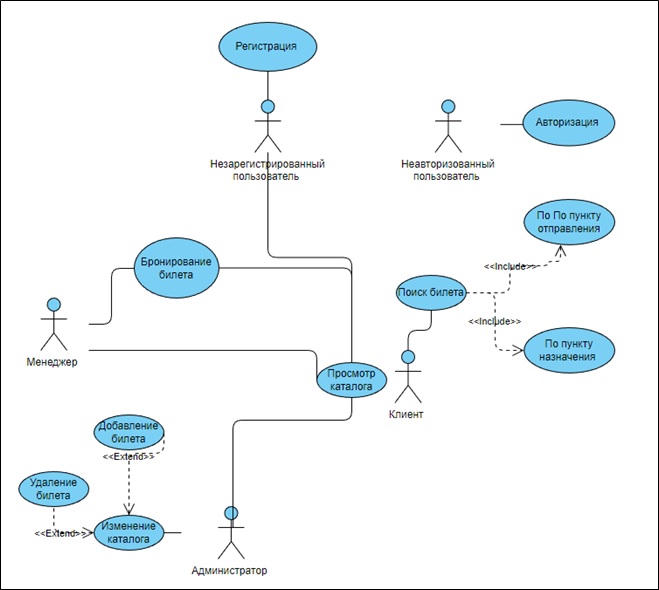 Регистрация
Незарегистрированный
пользователь
Неавторизованный
пользователь
Авторизация
По По пункту
отправления
<<Include>>
Бронирование
билета
Поиск билета
<<Include>>
По пункту
назначения
Менеджер
Просмотр
каталога
Клиент
Добавление
билета
<<Extend>>
Удаление
билета
<<Extend>>
Изменение
каталога
Администратор